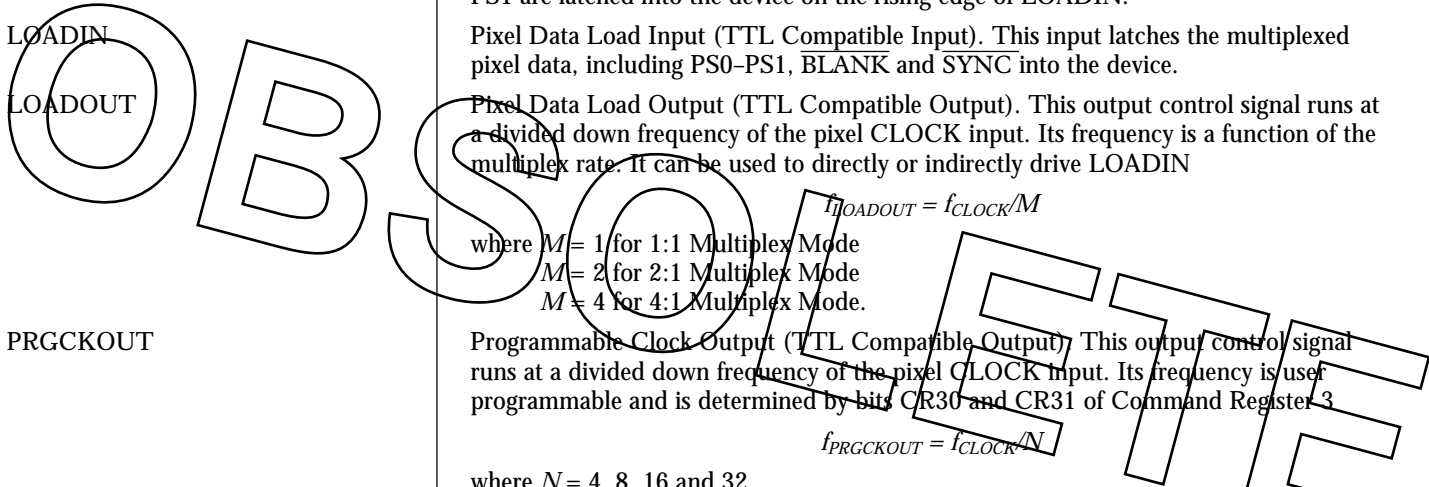 PS1 are latched into the device on the rising edge of LOADIN.
LOADIN
Pixel Data Load Input (TTL Compatible Input). This input latches the multiplexed
pixel data, including PS0–PS1, BLANK and SYNC into the device.
LOADOUT
Pixel Data Load Output (TTL Compatible Output). This output control signal runs at
a divided down frequency of the pixel CLOCK input. Its frequency is a function of the
multiplex rate. It can be used to directly or indirectly drive LOADIN
fLOADOUT = fCLOCK/M
where M = 1 for 1:1 Multiplex Mode
M = 2 for 2:1 Multiplex Mode
M = 4 for 4:1 Multiplex Mode.
PRGCKOUT
Programmable Clock Output (TTL Compatible Output). This output control signal
runs at a divided down frequency of the pixel CLOCK input. Its frequency is user
programmable and is determined by bits CR30 and CR31 of Command Register 3
fPRGCKOUT = fCLOCK/N
where N = 4, 8, 16 and 32
OBSOLETE